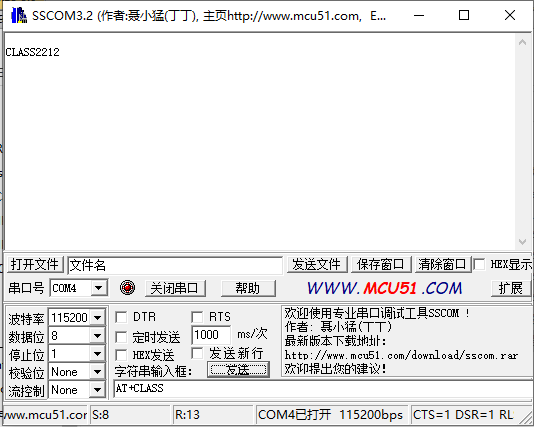 SSCOM3.2 (作者:聂小猛(丁丁), 主页http://www.mcu51.com, E...
CLASS2212
打开文件 文件名 发送文件 保存窗口 清除窗口 HEX显示
串口号 COM4 关闭串口 帮助 WWW.MCU51.COM 扩展
波特率 115200 DTR RTS
数据位 8 定时发送 1000 ms/次
停止位 1 HEX发送 发送新行
校验位 None 字符串输入框: 发送
流控制 None AT+CLASS
欢迎使用专业串口调试工具SSCOM !
作者: 聂小猛(丁丁)
最新版本下载地址:
http://www.mcu51.com/download/sscom.rar
欢迎提出您的建议!
www.mcu51.cor S:8 R:13 COM4已打开 115200bps CTS=1 DSR=1 RL